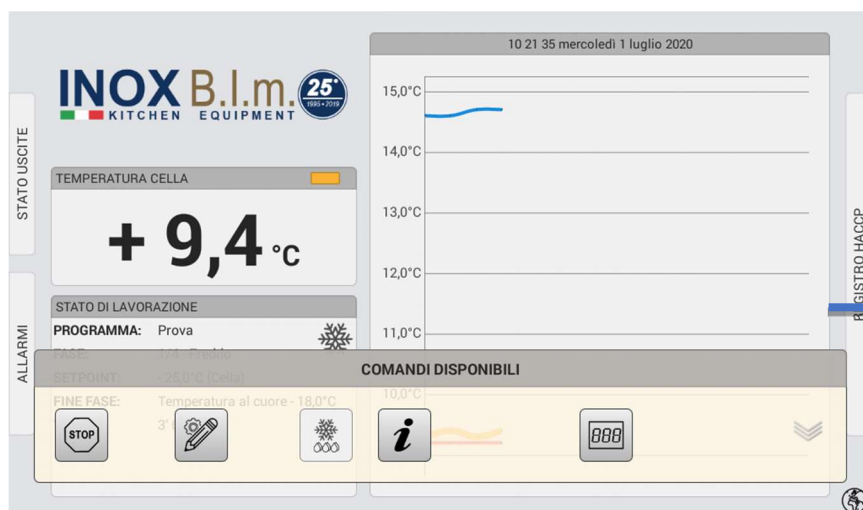 10 21 35 mercoledì 1 luglio 2020
INOX B.I.m. 25°
1995•2019
KITCHEN EQUIPMENT
STATO USCITE
ALLARMI
TEMPERATURA CELLA
+ 9,4 °C
STATO DI LAVORAZIONE
PROGRAMMA: Prova
FASE: 1/4 Freddo
SETPOINT: - 25,0°C (Cella)
FINE FASE: Temperatura al cuore - 18,0°C
15,0°C
14,0°C
13,0°C
12,0°C
11,0°C
10,0°C
REGISTRO HACCP
COMANDI DISPONIBILI
STOP
i
888